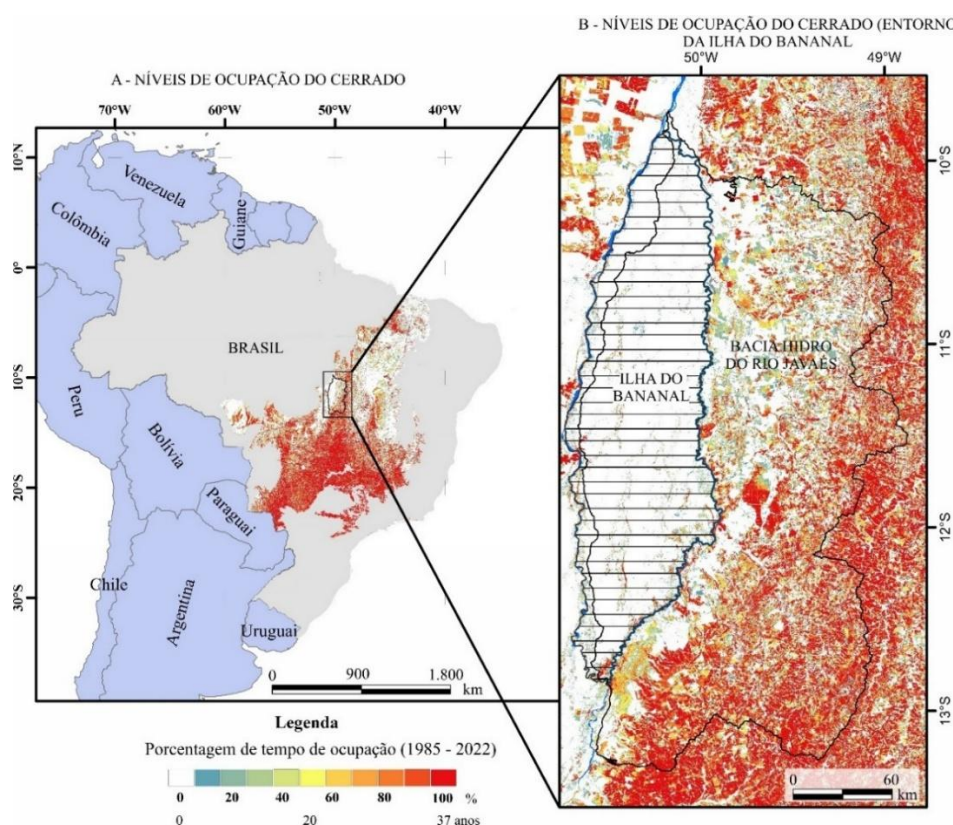 B - NÍVEIS DE OCUPAÇÃO DO CERRADO (ENTORNO
DA ILHA DO BANANAL
A - NÍVEIS DE OCUPAÇÃO DO CERRADO
50°W 49°W
70°W 60°W 50°W 40°W
10°N
0°
10°S
20°S
30°S
Venezuela
Colômbia
Guiane
BRASIL
Peru
Bolívia
Paraguai
Chile
Argentina
Uruguai
0 900 1.800
km
10°S
11°S
12°S
13°S
ILHA DO
BANANAL
BACIA HIDRO
DO RIO JAVAÉS
0 60
km
Legenda
Porcentagem de tempo de ocupação (1985 - 2022)
0 20 40 60 80 100 %
0 20 37 anos